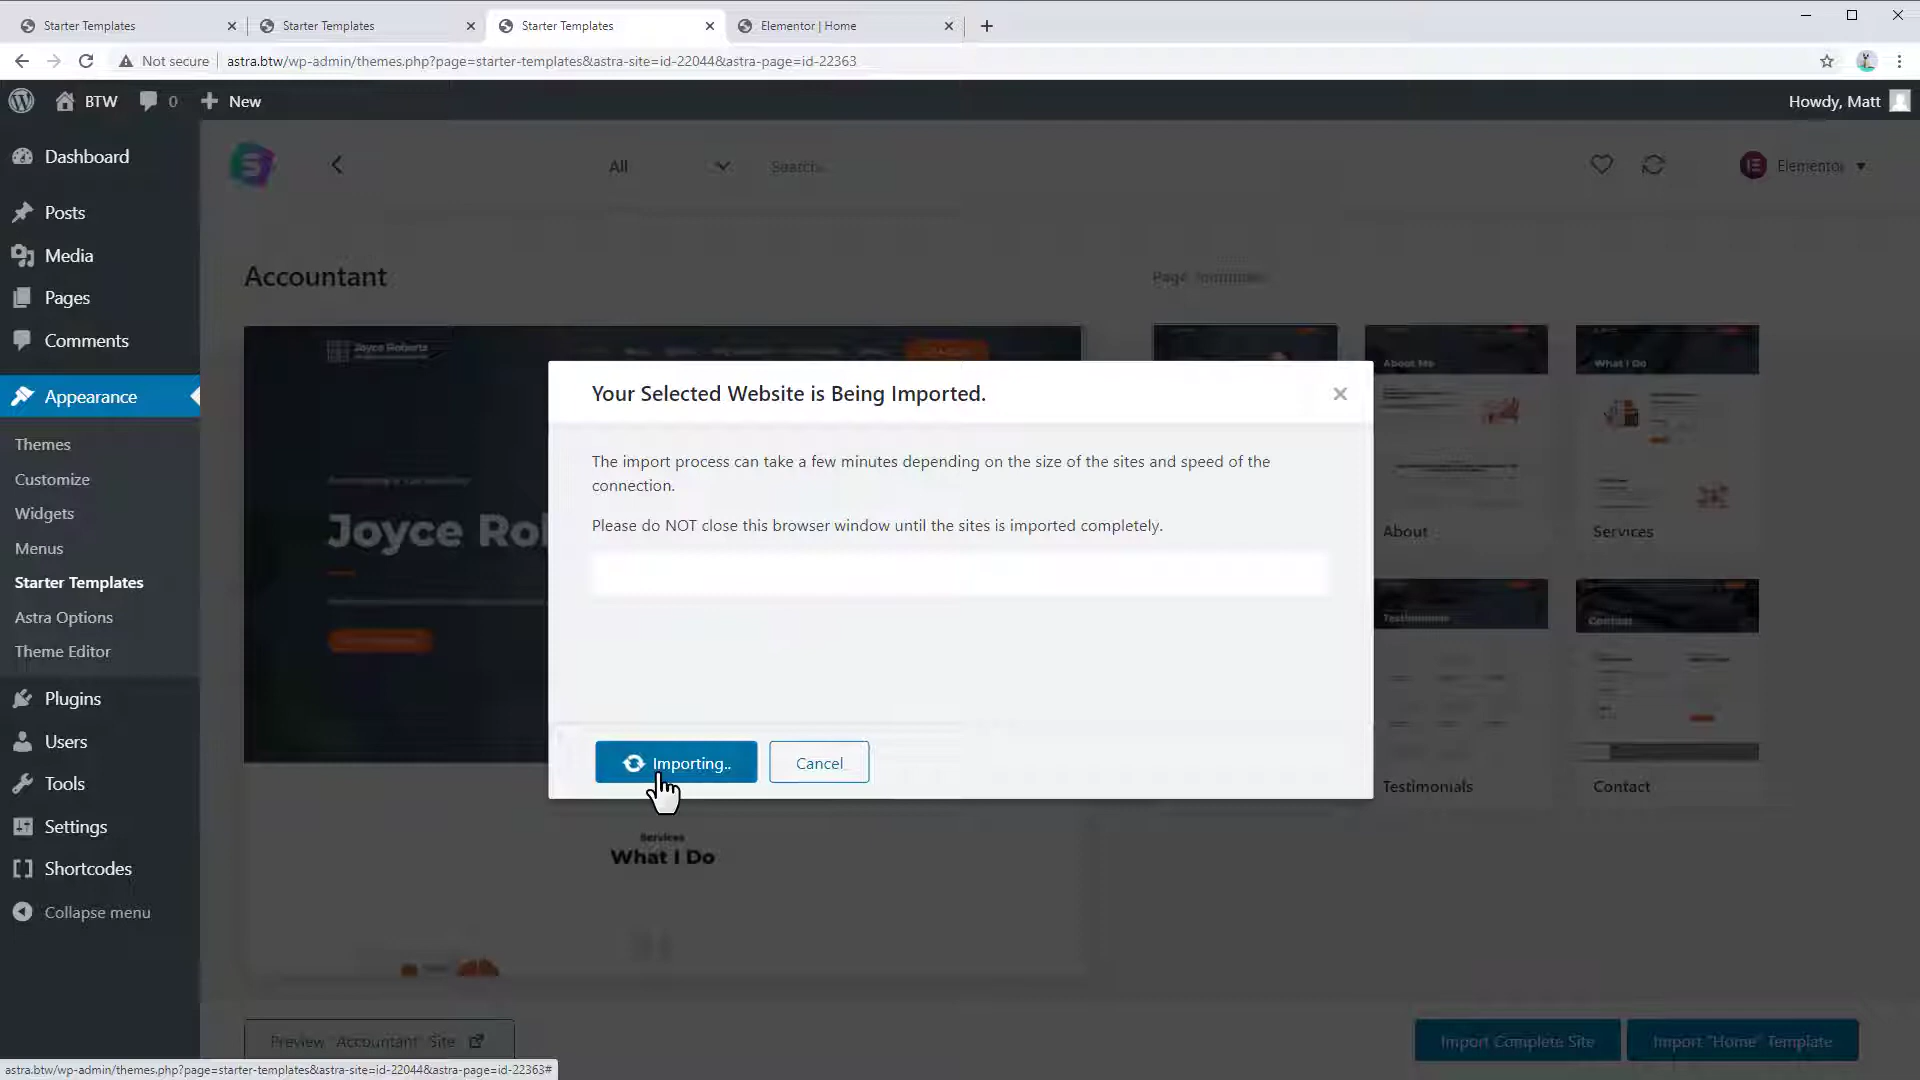 Starter Templates
Starter Templates
Starter Templates
Elementor | Home
Not secure
astra.btw/wp-admin/themes.php?page=starter-templates&astra-site=id-22044&astra-page=id-22363
BTW
0
New
Howdy, Matt
Dashboard
Posts
Media
Pages
Comments
Appearance
Themes
Customize
Widgets
Menus
Starter Templates
Astra Options
Theme Editor
Plugins
Users
Tools
Settings
Shortcodes
Collapse menu
All
Search
Elementor
Accountant
Page
Joyce Roberts
Joyce Ro
Services
What I Do
About Me
What I Do
About
Services
Testimonials
Contact
Testimonials
Contact
Your Selected Website is Being Imported.
The import process can take a few minutes depending on the size of the sites and speed of the
connection.
Please do NOT close this browser window until the sites is imported completely.
Importing..
Cancel
Preview "Accountant" Site
Import Complete Site
Import "Home" Template
astra.btw/wp-admin/themes.php?page=starter-templates&astra-site=id-22044&astra-page=id-22363#